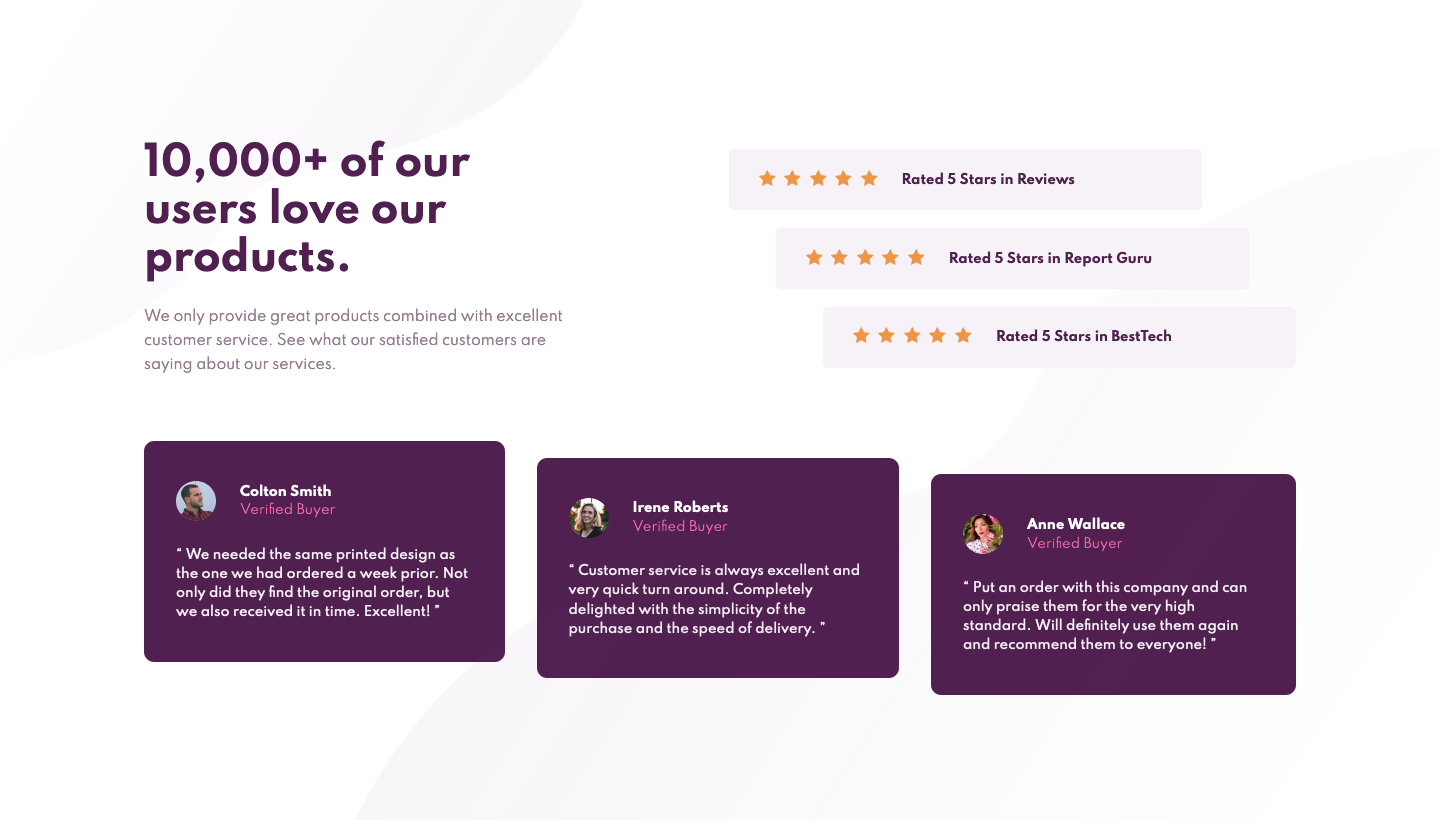 10,000+ of our
users love our
products.
We only provide great products combined with excellent
customer service. See what our satisfied customers are
saying about our services.
Rated 5 Stars in Reviews
Rated 5 Stars in Report Guru
Rated 5 Stars in BestTech
Colton Smith
Verified Buyer
“ We needed the same printed design as
the one we had ordered a week prior. Not
only did they find the original order, but
we also received it in time. Excellent! ”
Irene Roberts
Verified Buyer
“ Customer service is always excellent and
very quick turn around. Completely
delighted with the simplicity of the
purchase and the speed of delivery. ”
Anne Wallace
Verified Buyer
“ Put an order with this company and can
only praise them for the very high
standard. Will definitely use them again
and recommend them to everyone! ”